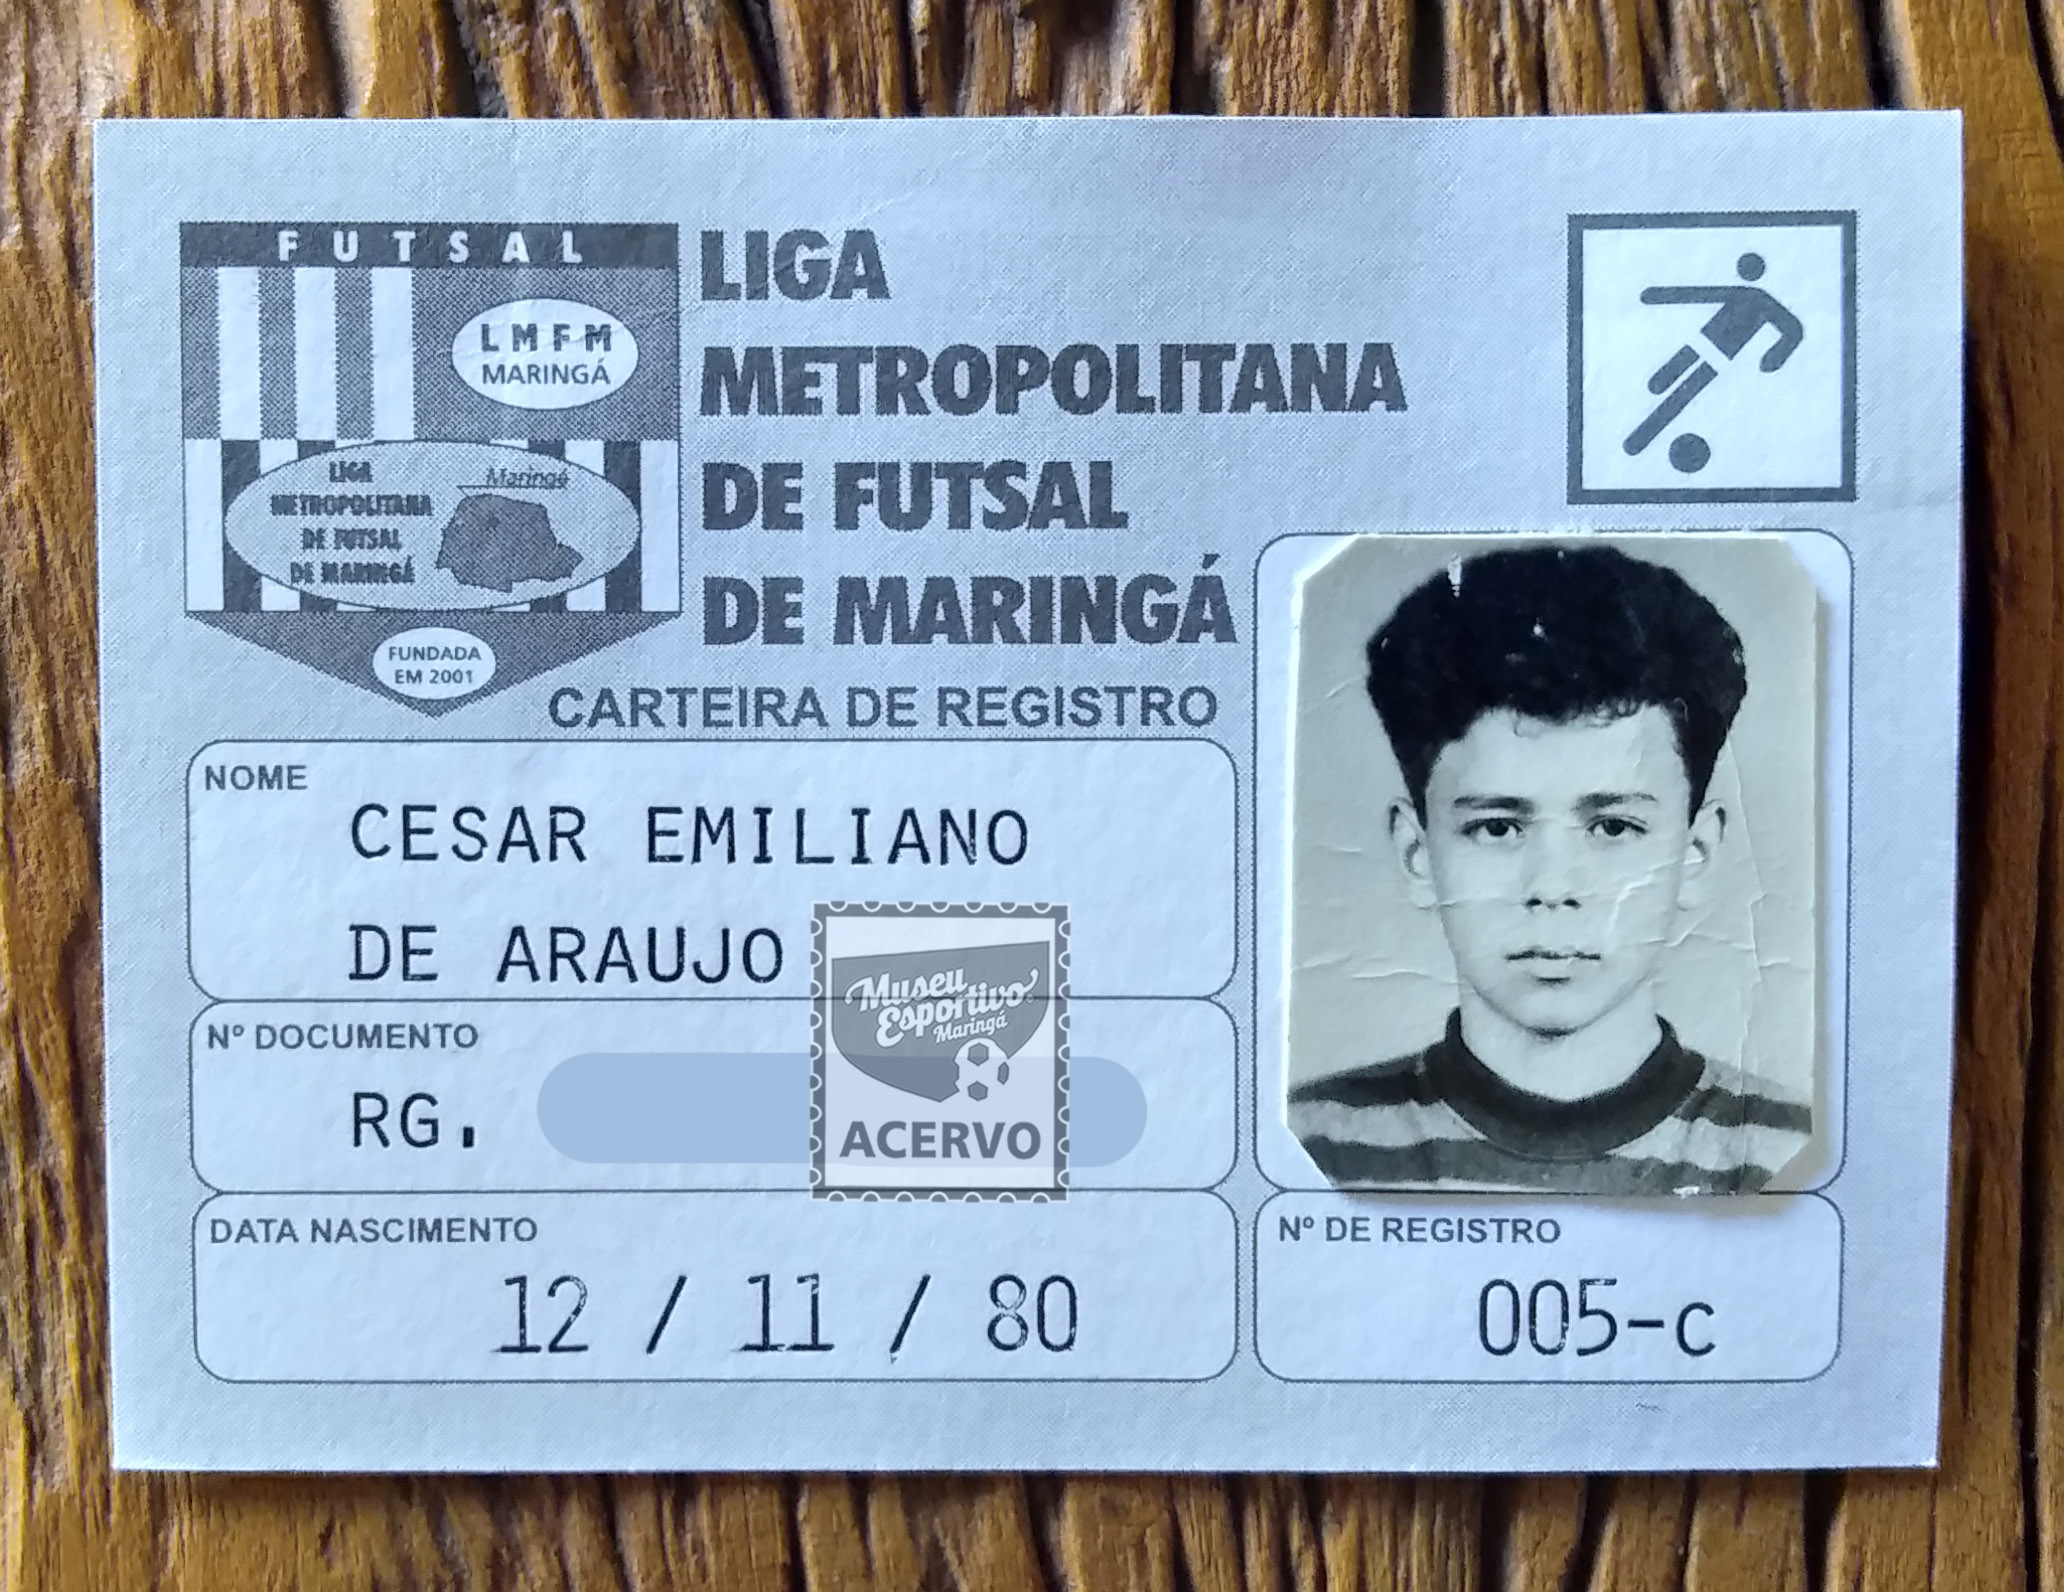 FUTSAL
LMFM
MARINGÁ
LIGA
METROPOLITANA
DE FUTSAL
DE MARINGÁ
Maringá
FUNDADA
EM 2001
LIGA
METROPOLITANA
DE FUTSAL
DE MARINGÁ
CARTEIRA DE REGISTRO
NOME
CESAR EMILIANO
DE ARAUJO
Nº DOCUMENTO
RG.
Museu
Esportivo
Maringá
ACERVO
DATA NASCIMENTO
12 / 11 / 80
Nº DE REGISTRO
005-c